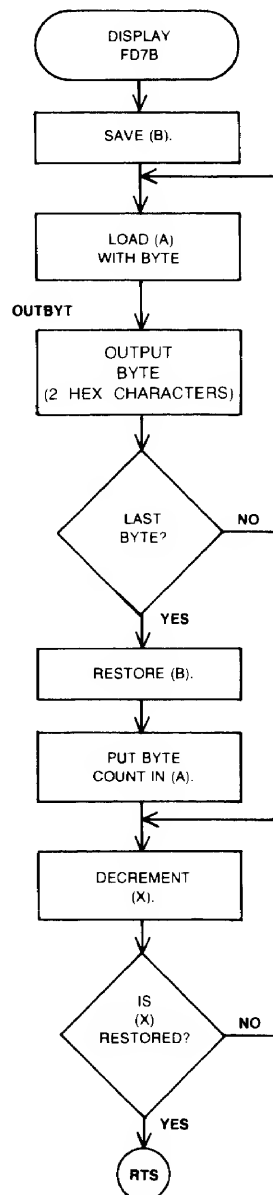 DISPLAY
FD7B
SAVE (B).
LOAD (A)
WITH BYTE
OUTBYT
OUTPUT
BYTE
(2 HEX CHARACTERS)
LAST
BYTE?
NO
YES
RESTORE (B).
PUT BYTE
COUNT IN (A).
DECREMENT
(X).
IS
(X)
RESTORED?
NO
YES
RTS